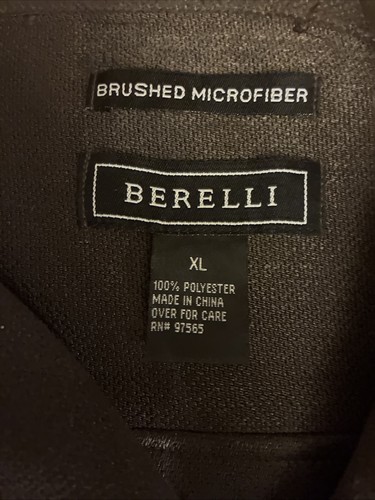 BRUSHED MICROFIBER
BERELLI
XL
100% POLYESTER
MADE IN CHINA
OVER FOR CARE
RN# 97565